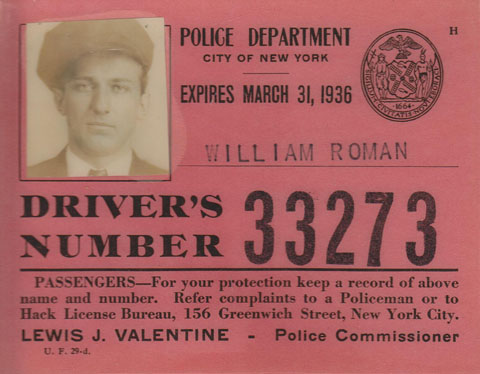 POLICE DEPARTMENT
H
CITY OF NEW YORK
EXPIRES MARCH 31, 1936
1664
WILLIAM ROMAN
DRIVER'S
NUMBER 33273
PASSENGERS—For your protection keep a record of above
name and number. Refer complaints to a Policeman or to
Hack License Bureau, 156 Greenwich Street, New York City.
LEWIS J. VALENTINE - Police Commissioner
U. F. 29-d.